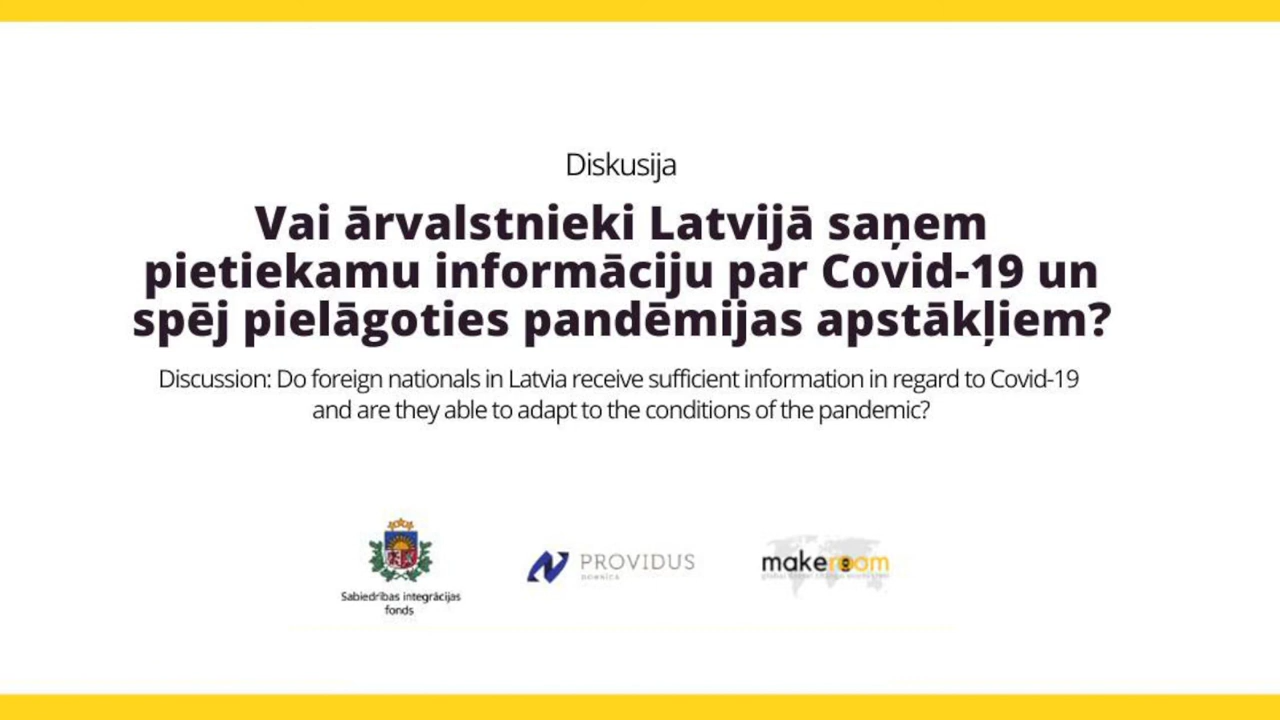 Diskusija
Vai ārvalstnieki Latvijā saņem
pietiekamu informāciju par Covid-19 un
spēj pielāgoties pandēmijas apstākļiem?
Discussion: Do foreign nationals in Latvia receive sufficient information in regard to Covid-19
and are they able to adapt to the conditions of the pandemic?
Sabiedrības integrācijas
fonds
PROVIDUS
DOMNĪCA
makeroom